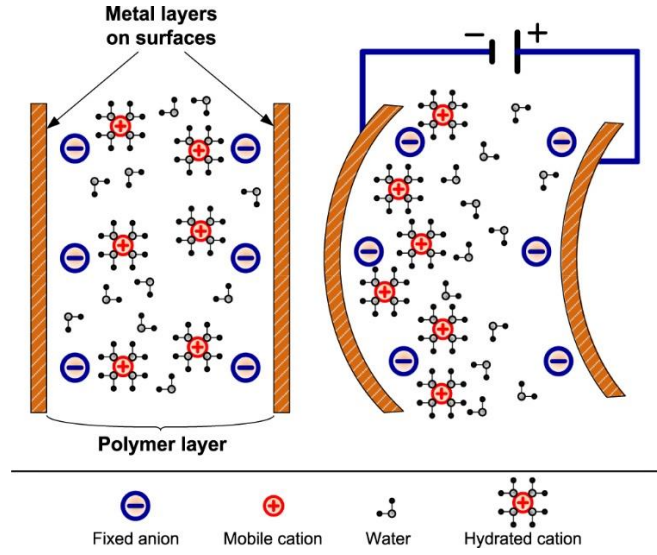 Metal layers
on surfaces
− +
Polymer layer
Fixed anion Mobile cation Water Hydrated cation